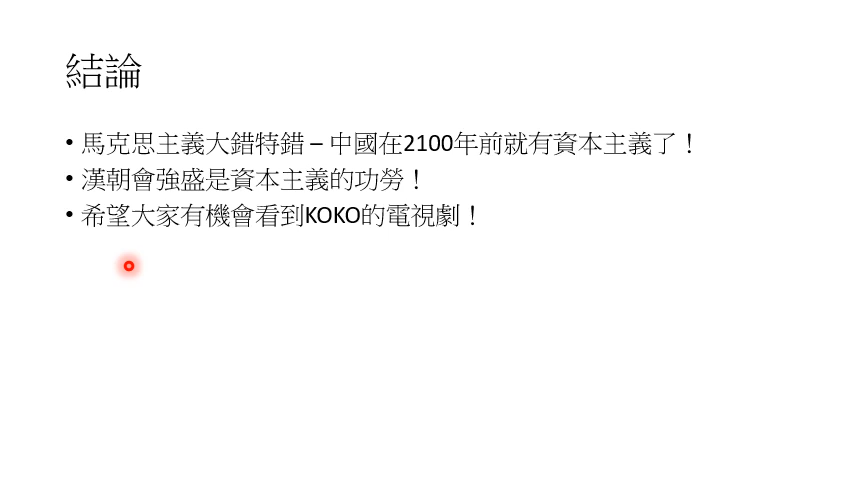 結論
• 馬克思主義大錯特錯 – 中國在2100年前就有資本主義了！
• 漢朝會強盛是資本主義的功勞！
• 希望大家有機會看到KOKO的電視劇！